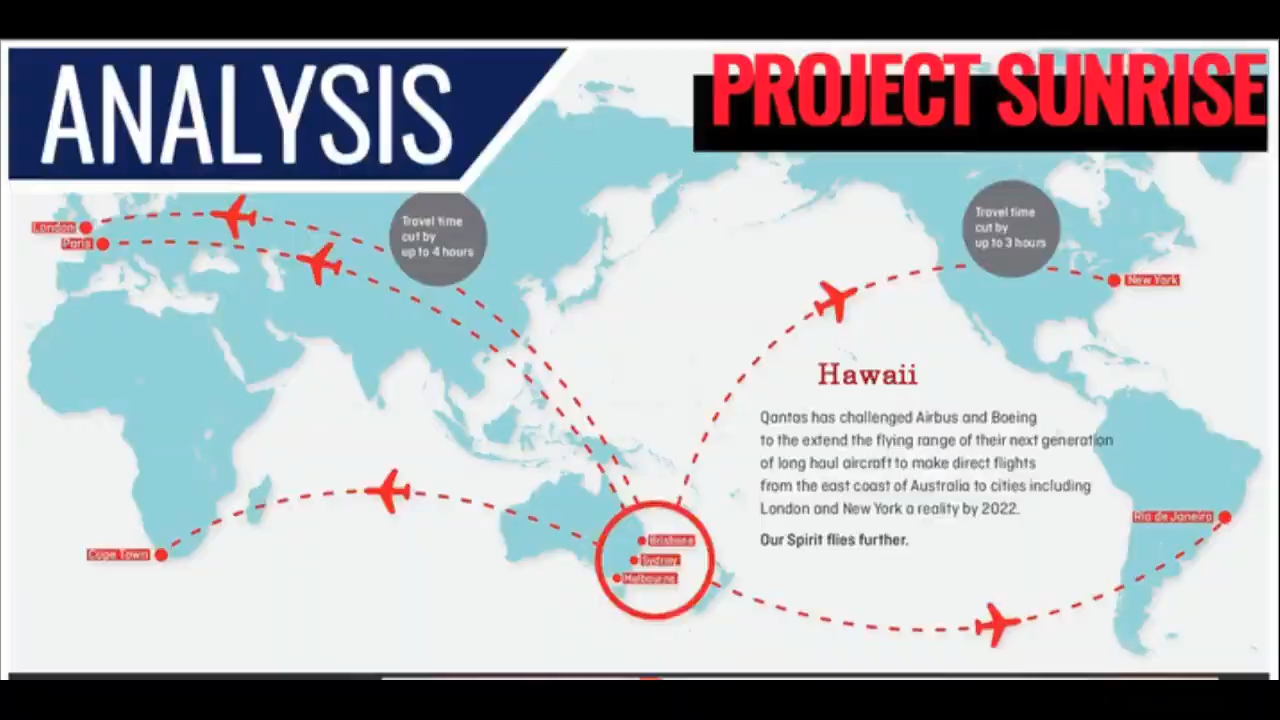 ANALYSIS
PROJECT SUNRISE
London
Paris
Travel time
cut by
up to 4 hours
Travel time
cut by
up to 3 hours
New York
Hawaii
Qantas has challenged Airbus and Boeing
to the extend the flying range of their next generation
of long haul aircraft to make direct flights
from the east coast of Australia to cities including
London and New York a reality by 2022.
Our Spirit flies further.
Rio de Janeiro
Cape Town
Brisbane
Sydney
Melbourne